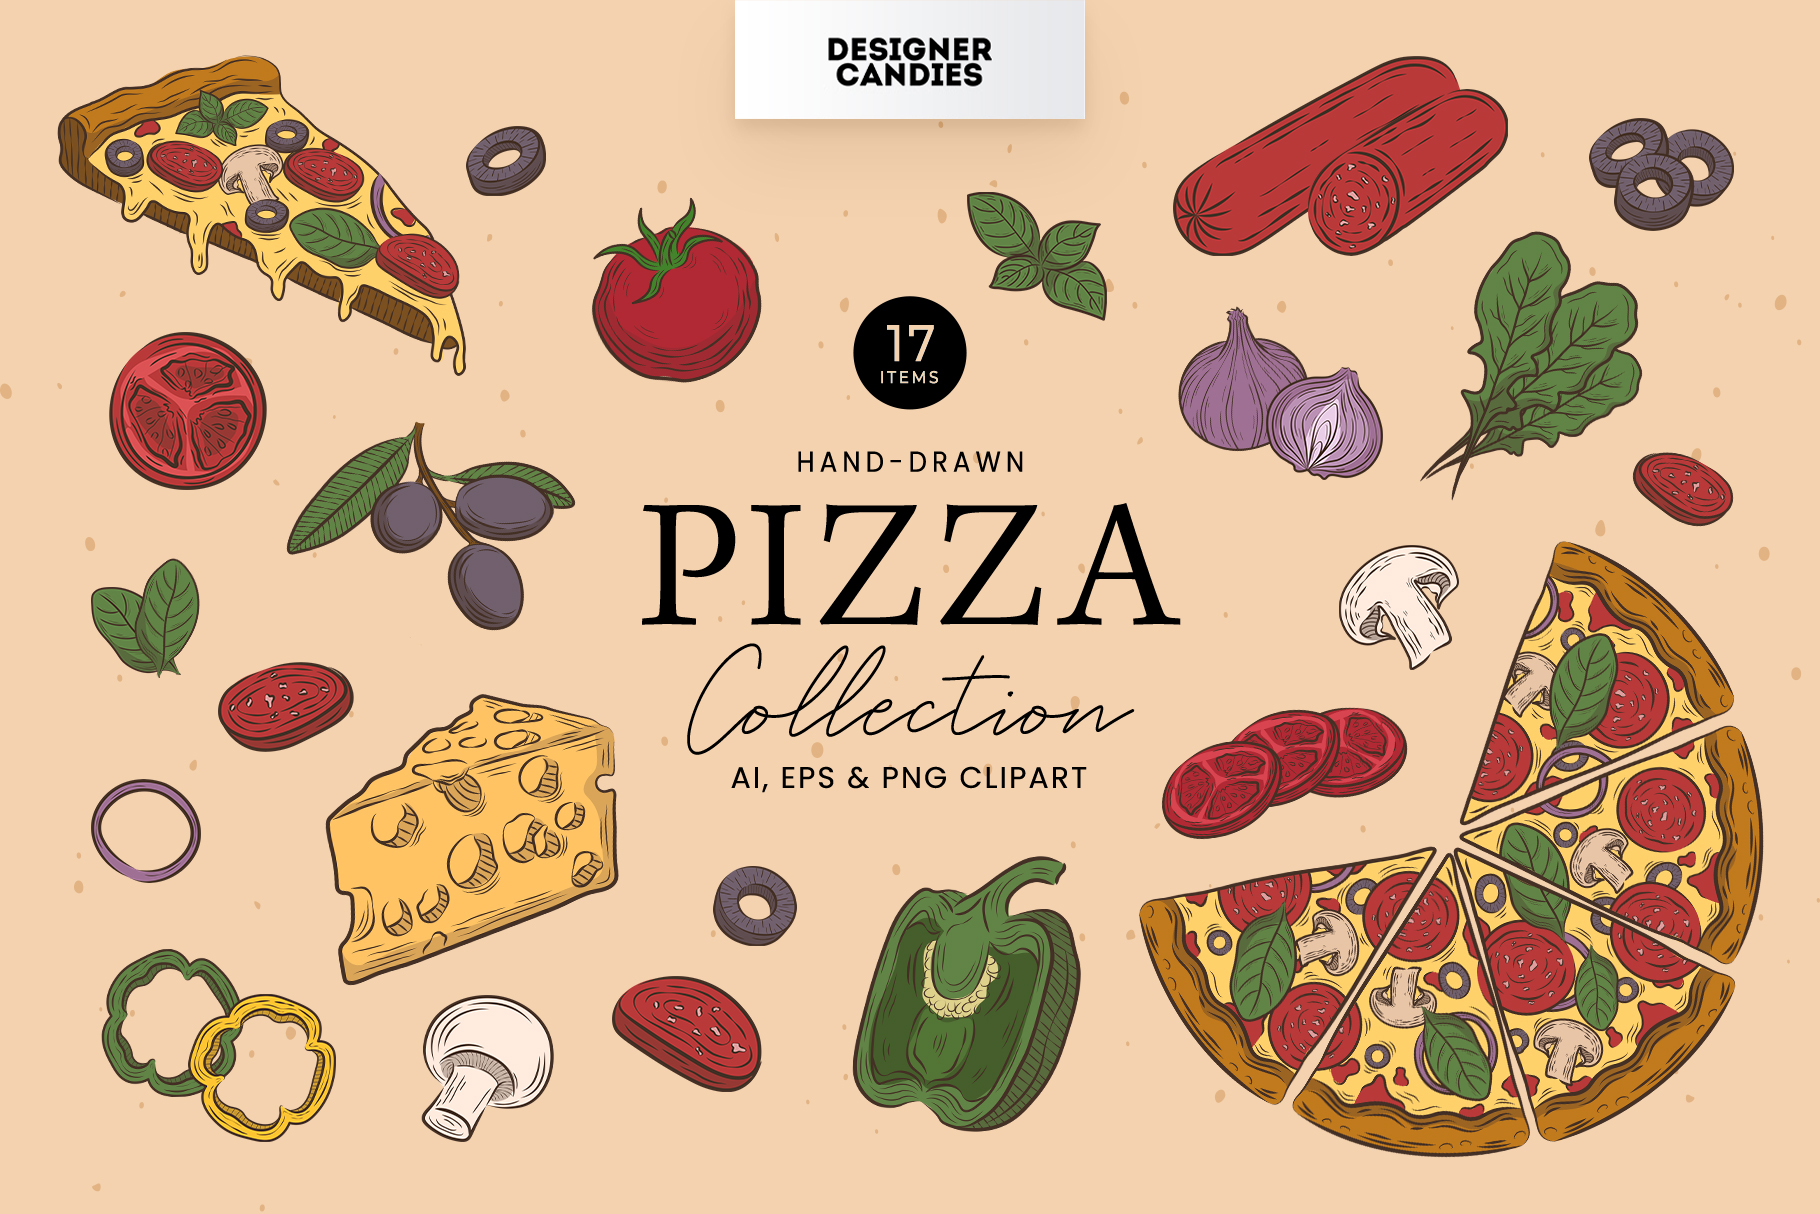 DESIGNER
CANDIES
17
ITEMS
HAND-DRAWN
PIZZA
Collection
AI, EPS & PNG CLIPART